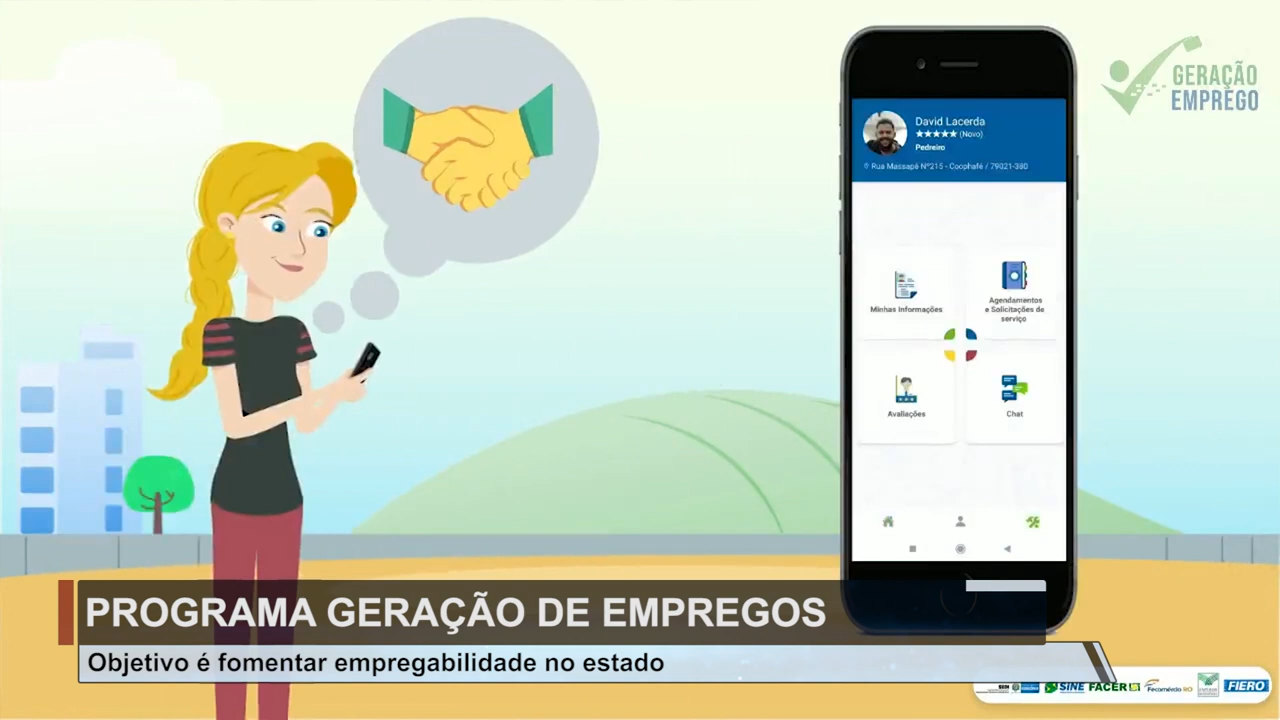 GERAÇÃO
EMPREGO
David Lacerda
★★★★★ (Novo)
Pedreiro
Rua Massapê Nº215 - Coophafé / 79021-380
Minhas Informações
Agendamentos
e Solicitações de
serviço
Avaliações
Chat
PROGRAMA GERAÇÃO DE EMPREGOS
Objetivo é fomentar empregabilidade no estado
SINE FACER Fecomércio RO FIERO